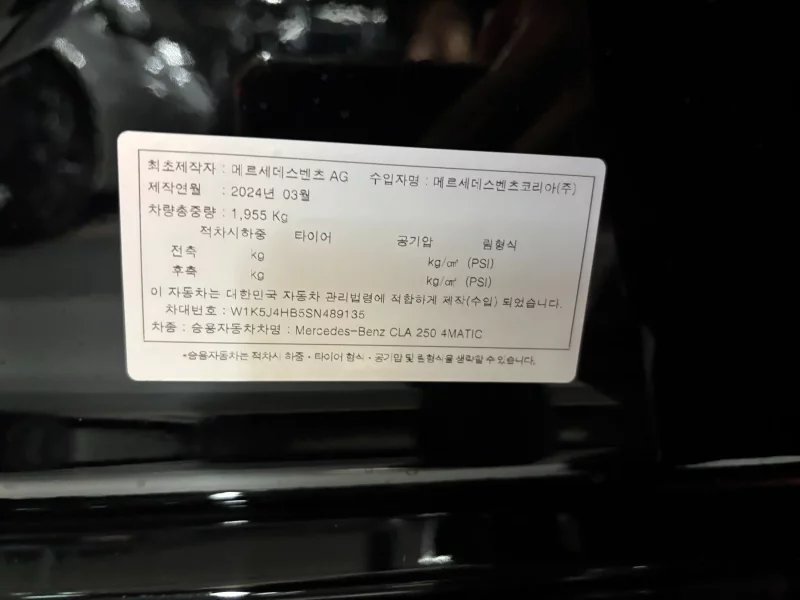 최초제작자 : 메르세데스벤츠 AG 수입자명 : 메르세데스벤츠코리아(주)
제작연월 : 2024년 03월
차량총중량 : 1,955 Kg
적차시하중 타이어 공기압 림형식
전축 kg kg/㎠ (PSI)
후축 kg kg/㎠ (PSI)
이 자동차는 대한민국 자동차 관리법령에 적합하게 제작(수입) 되었습니다.
차대번호 : W1K5J4HB5SN489135
차종 : 승용자동차차명 : Mercedes-Benz CLA 250 4MATIC
*승용자동차는 적차시 하중・타이어 형식・공기압 및 림형식을 생략할 수 있습니다.